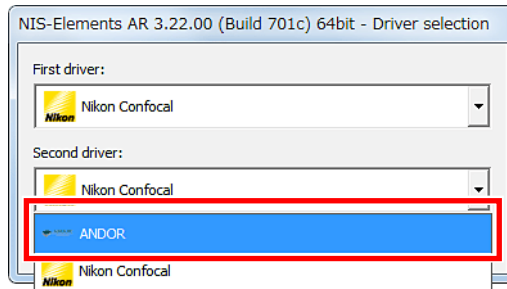 NIS-Elements AR 3.22.00 (Build 701c) 64bit - Driver selection
First driver:
Nikon Nikon Confocal
Second driver:
Nikon Confocal
ANDOR
Nikon Nikon Confocal